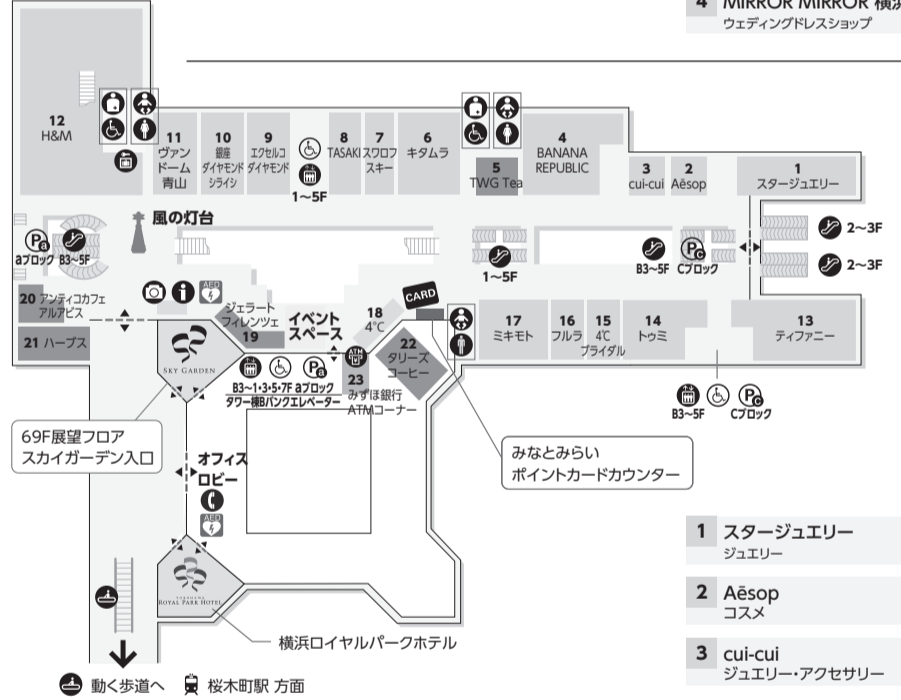 4 MIRROR MIRROR 横浜
ウェディングドレスショップ
12
H&M
11
ヴァン
ドーム
青山
10
銀座
ダイヤモンド
シライシ
9
エクセルコ
ダイヤモンド
1〜5F
8
TASAKI
7
スワロフ
スキー
6
キタムラ
5
TWG Tea
4
BANANA
REPUBLIC
3
cui-cui
2
Aēsop
1
スタージュエリー
風の灯台
Pa
aブロック
B3〜5F
1〜5F
B3〜5F
Pc
Cブロック
2〜3F
2〜3F
20 アンティコカフェ
アルアビス
21 ハーブス
AED
ジェラート
フィレンツェ
19
イベント
スペース
18
4℃
CARD
22
タリーズ
コーヒー
17
ミキモト
16
フルラ
15
4℃
ブライダル
14
トゥミ
13
ティファニー
SKY GARDEN
Pa
B3〜1・3・5・7F aブロック
タワー棟Bバンクエレベーター
ATM
23
みずほ銀行
ATMコーナー
B3〜5F
Pc
Cブロック
69F展望フロア
スカイガーデン入口
オフィス
ロビー
AED
みなとみらい
ポイントカードカウンター
YOKOHAMA
ROYAL PARK HOTEL
横浜ロイヤルパークホテル
動く歩道へ 桜木町駅 方面
1 スタージュエリー
ジュエリー
2 Aēsop
コスメ
3 cui-cui
ジュエリー・アクセサリー